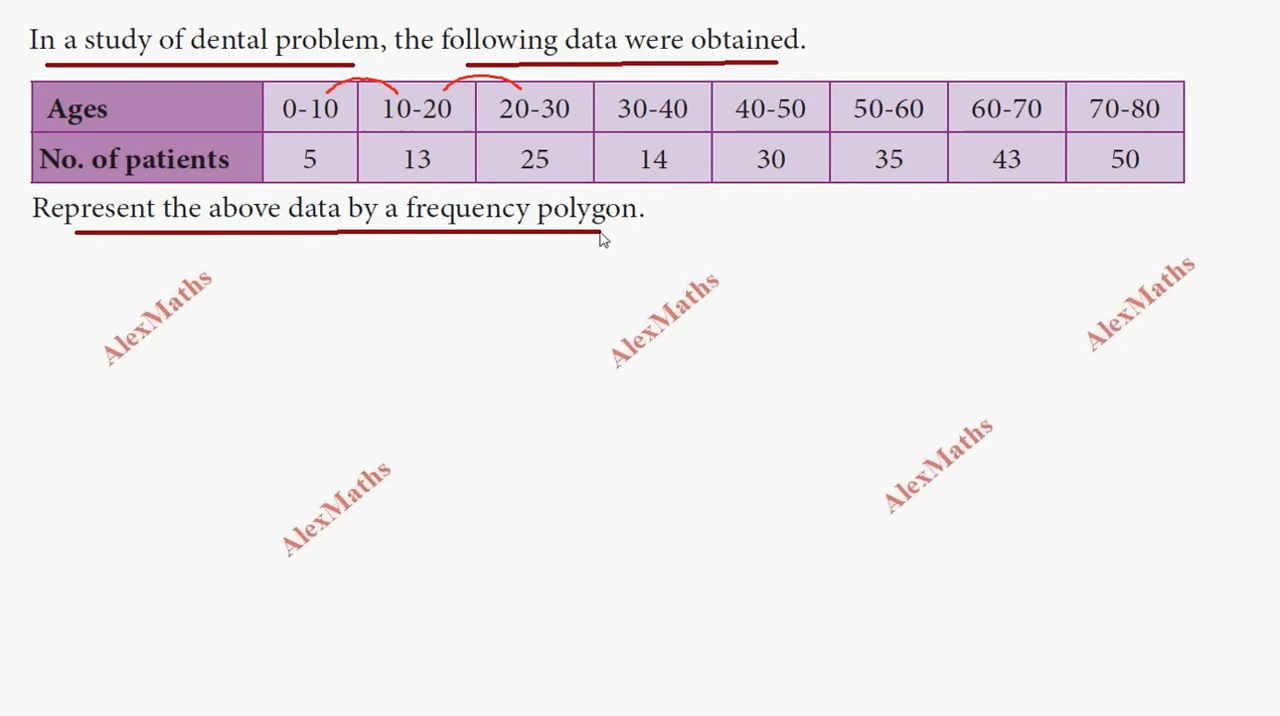 In a study of dental problem, the following data were obtained.
Ages 0-10 10-20 20-30 30-40 40-50 50-60 60-70 70-80
No. of patients 5 13 25 14 30 35 43 50
Represent the above data by a frequency polygon.
AlexMaths
AlexMaths
AlexMaths
AlexMaths
AlexMaths